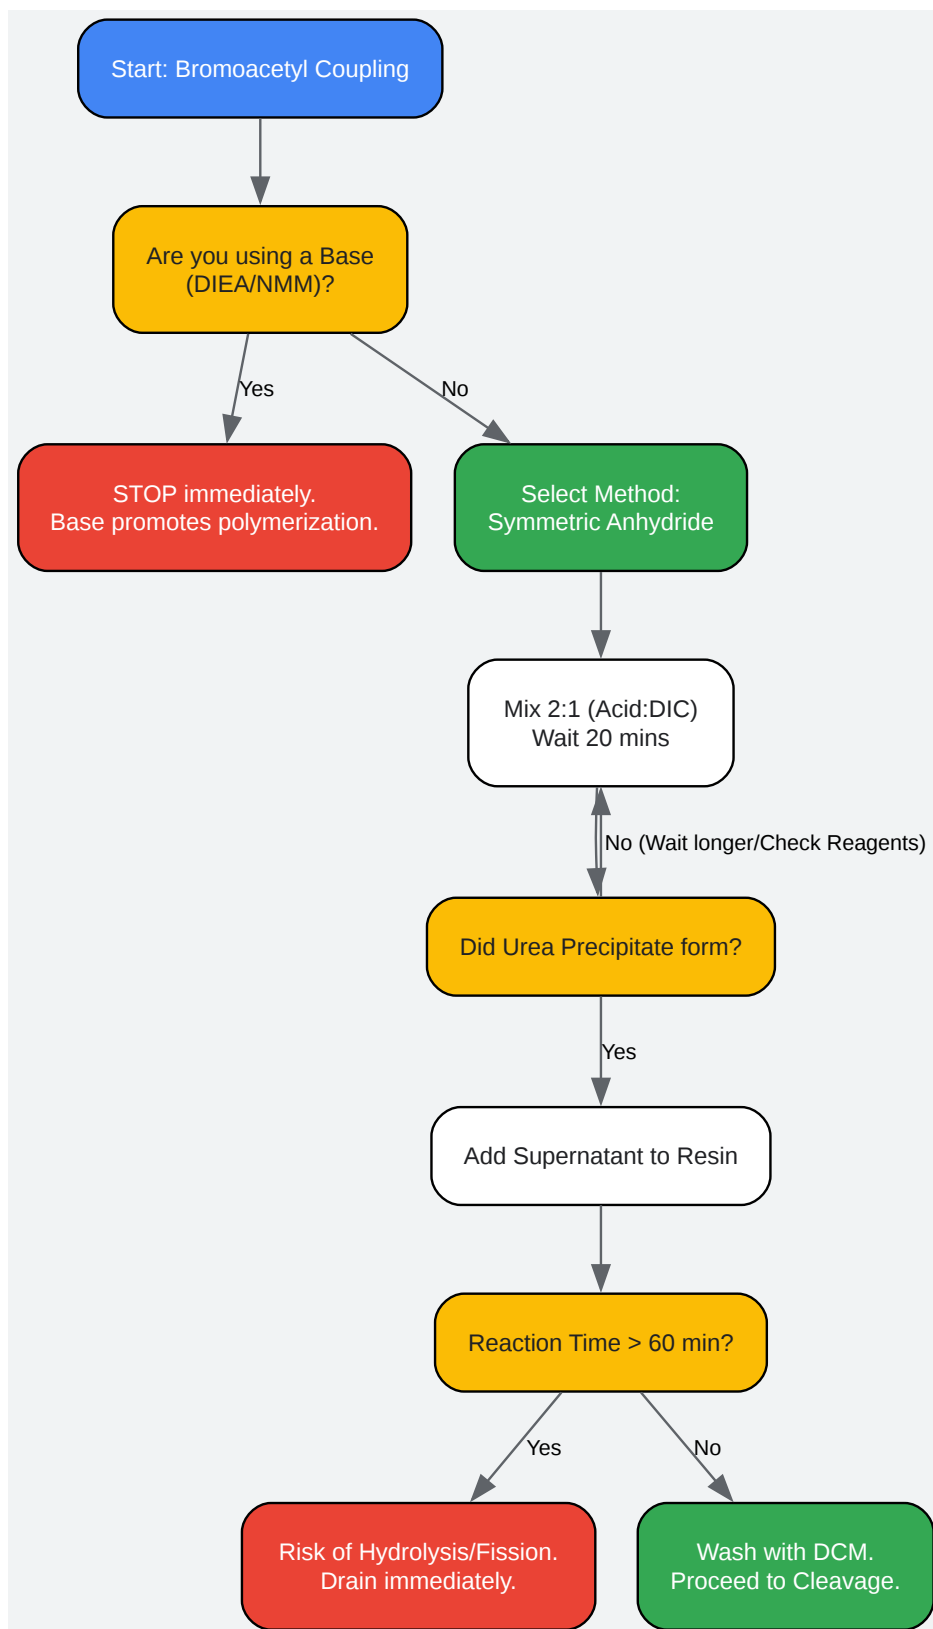 Start: Bromoacetyl Coupling
Are you using a Base
(DIEA/NMM)?
Yes
No
STOP immediately.
Base promotes polymerization.
Select Method:
Symmetric Anhydride
Mix 2:1 (Acid:DIC)
Wait 20 mins
No (Wait longer/Check Reagents)
Did Urea Precipitate form?
Yes
Add Supernatant to Resin
Reaction Time > 60 min?
Yes
No
Risk of Hydrolysis/Fission.
Drain immediately.
Wash with DCM.
Proceed to Cleavage.